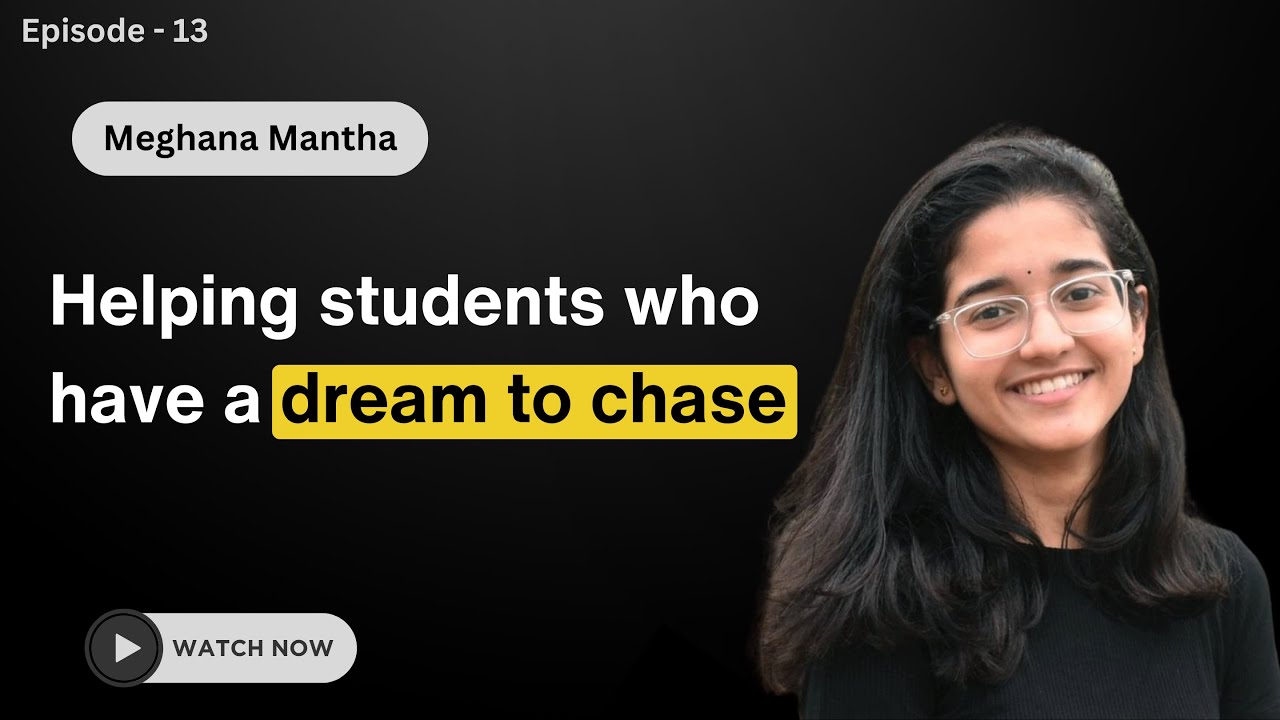 Episode - 13
Meghana Mantha
Helping students who
have a dream to chase
WATCH NOW